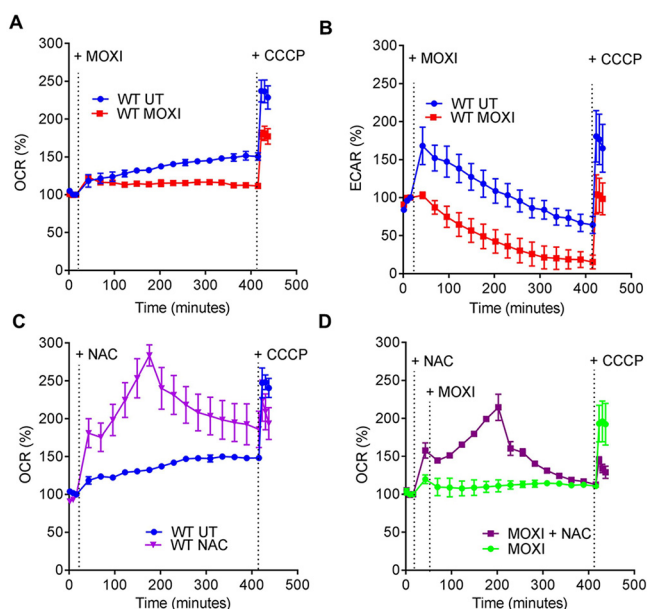 A
+ MOXI
+ CCCP
WT UT
WT MOXI
OCR (%)
300
250
200
150
100
50
0
0 100 200 300 400 500
Time (minutes)
B
+ MOXI
+ CCCP
WT UT
WT MOXI
ECAR (%)
300
250
200
150
100
50
0
0 100 200 300 400 500
Time (minutes)
C
+ NAC
+ CCCP
WT UT
WT NAC
OCR (%)
300
250
200
150
100
50
0
0 100 200 300 400 500
Time (minutes)
D
+ NAC
+ MOXI
+ CCCP
MOXI + NAC
MOXI
OCR (%)
300
250
200
150
100
50
0
0 100 200 300 400 500
Time (minutes)